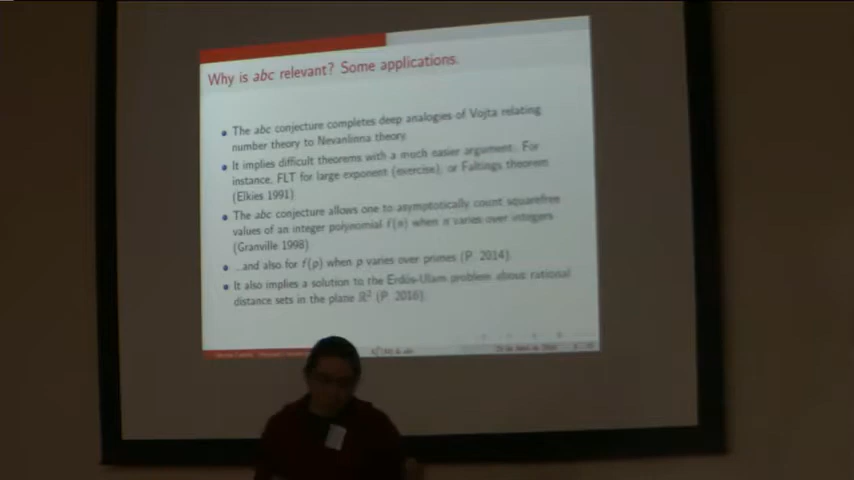 Why is abc relevant? Some applications.
The abc conjecture completes deep analogies of Vojta relating
number theory to Nevanlinna theory.
It implies difficult theorems with a much easier argument. For
instance, FLT for large exponent (exercise), or Faltings theorem
(Elkies 1991)
The abc conjecture allows one to asymptotically count squarefree
values of an integer polynomial f(n) when n varies over integers
(Granville 1998)
...and also for f(p) when p varies over primes (P. 2014).
It also implies a solution to the Erdös-Ulam problem about rational
distance sets in the plane ℝ² (P. 2016).